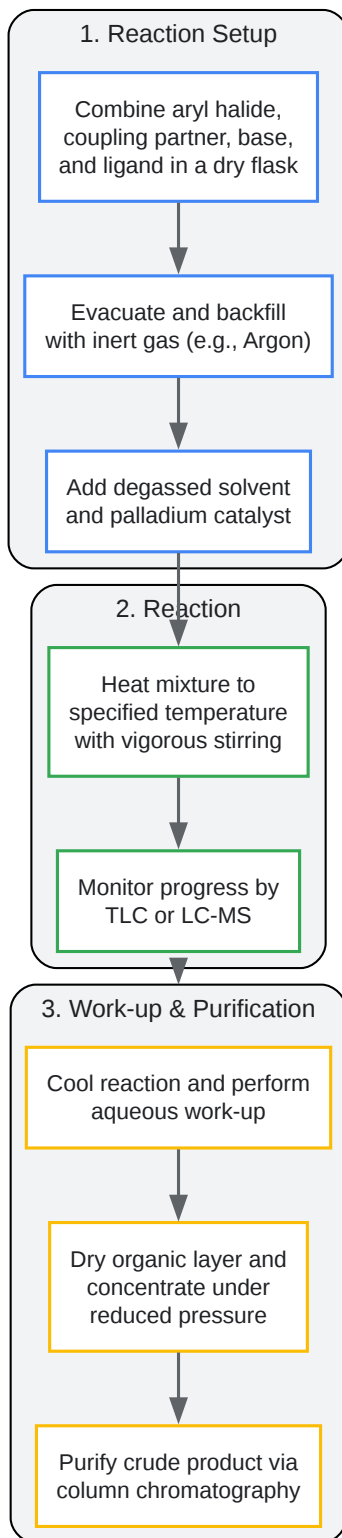 1. Reaction Setup
Combine aryl halide,
coupling partner, base,
and ligand in a dry flask
Evacuate and backfill
with inert gas (e.g., Argon)
Add degassed solvent
and palladium catalyst
2. Reaction
Heat mixture to
specified temperature
with vigorous stirring
Monitor progress by
TLC or LC-MS
3. Work-up & Purification
Cool reaction and perform
aqueous work-up
Dry organic layer and
concentrate under
reduced pressure
Purify crude product via
column chromatography